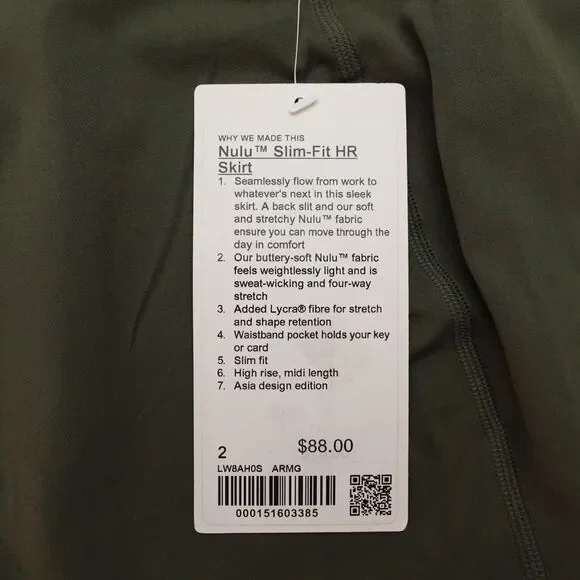 WHY WE MADE THIS
Nulu™ Slim-Fit HR
Skirt
1. Seamlessly flow from work to
whatever's next in this sleek
skirt. A back slit and our soft
and stretchy Nulu™ fabric
ensure you can move through the
day in comfort
2. Our buttery-soft Nulu™ fabric
feels weightlessly light and is
sweat-wicking and four-way
stretch
3. Added Lycra® fibre for stretch
and shape retention
4. Waistband pocket holds your key
or card
5. Slim fit
6. High rise, midi length
7. Asia design edition
2 $88.00
LW8AH0S ARMG
000151603385